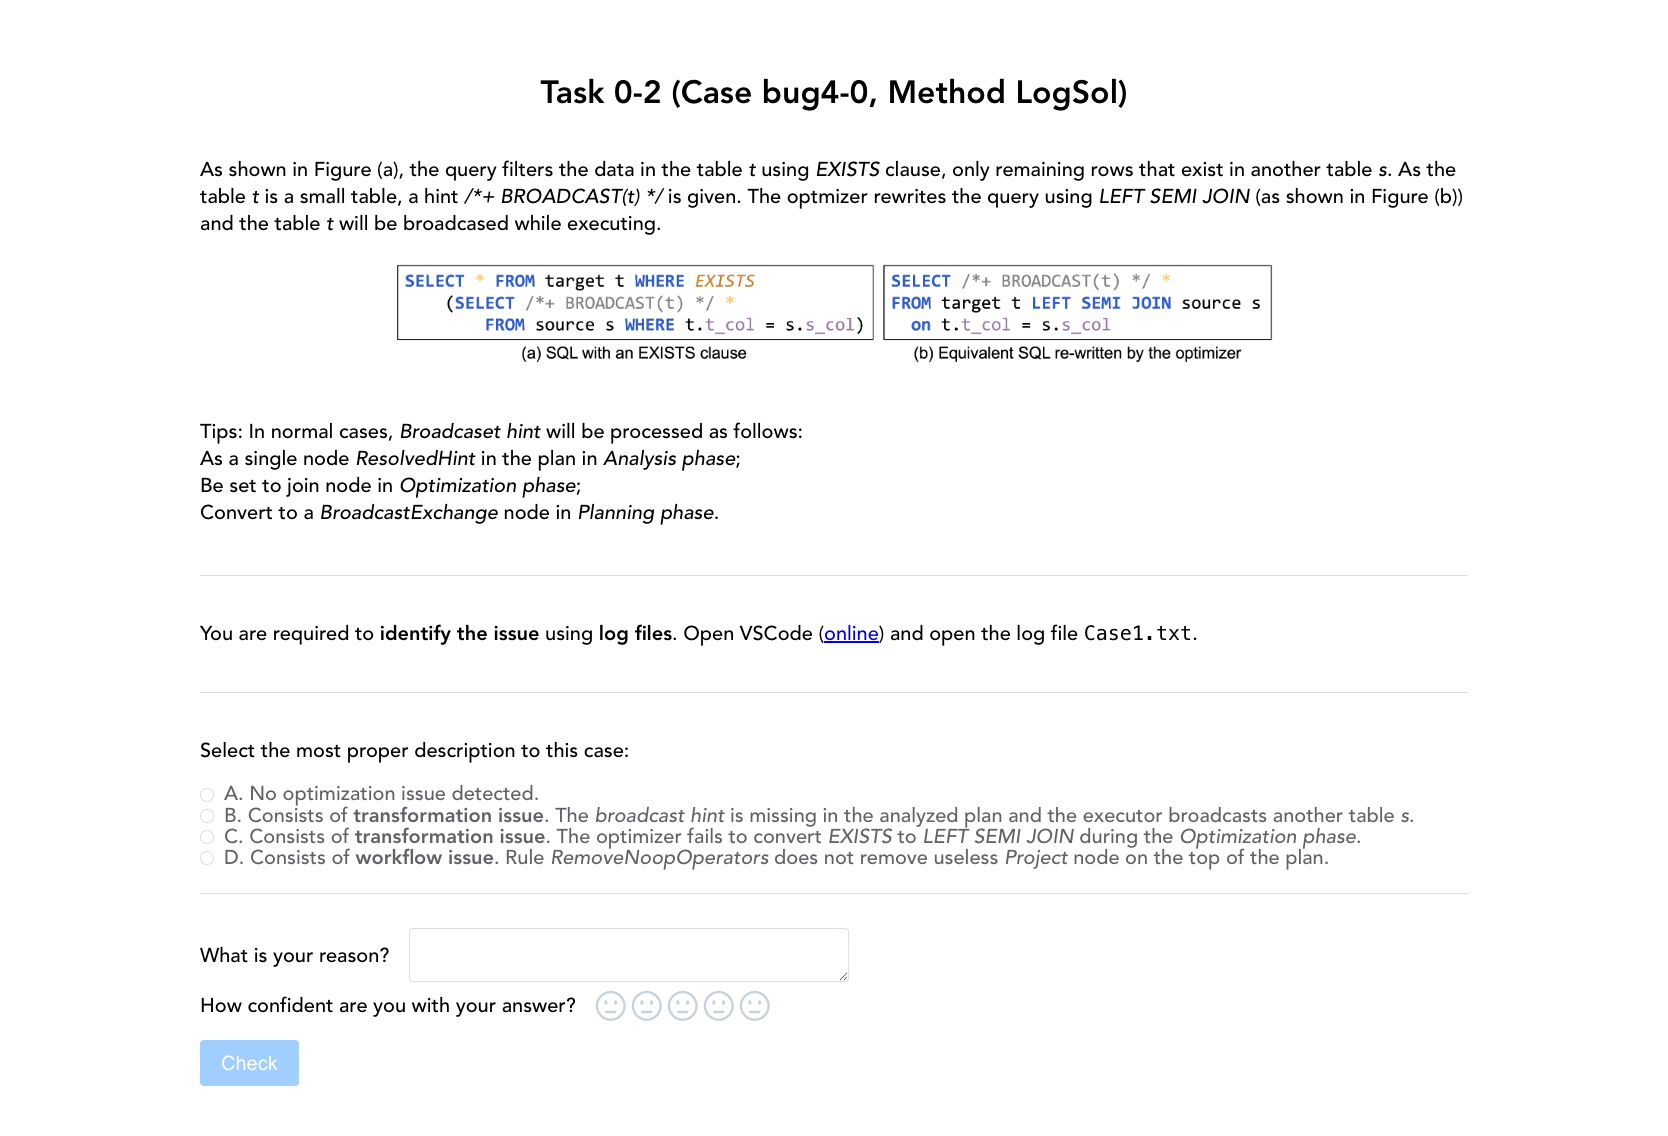 Task 0-2 (Case bug4-0, Method LogSol)
As shown in Figure (a), the query filters the data in the table t using EXISTS clause, only remaining rows that exist in another table s. As the
table t is a small table, a hint /*+ BROADCAST(t) */ is given. The optmizer rewrites the query using LEFT SEMI JOIN (as shown in Figure (b))
and the table t will be broadcased while executing.
SELECT * FROM target t WHERE EXISTS
(SELECT /*+ BROADCAST(t) */ *
FROM source s WHERE t.t_col = s.s_col)
(a) SQL with an EXISTS clause
SELECT /*+ BROADCAST(t) */ *
FROM target t LEFT SEMI JOIN source s
on t.t_col = s.s_col
(b) Equivalent SQL re-written by the optimizer
Tips: In normal cases, Broadcaset hint will be processed as follows:
As a single node ResolvedHint in the plan in Analysis phase;
Be set to join node in Optimization phase;
Convert to a BroadcastExchange node in Planning phase.
You are required to identify the issue using log files. Open VSCode (online) and open the log file Case1.txt.
Select the most proper description to this case:
A. No optimization issue detected.
B. Consists of transformation issue. The broadcast hint is missing in the analyzed plan and the executor broadcasts another table s.
C. Consists of transformation issue. The optimizer fails to convert EXISTS to LEFT SEMI JOIN during the Optimization phase.
D. Consists of workflow issue. Rule RemoveNoopOperators does not remove useless Project node on the top of the plan.
What is your reason?
How confident are you with your answer?
Check